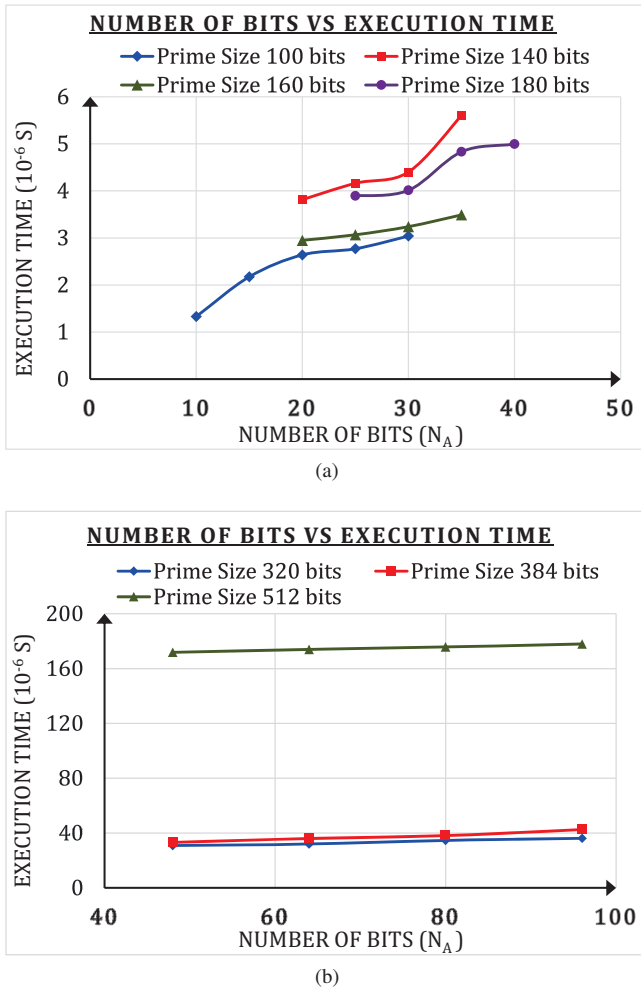 NUMBER OF BITS VS EXECUTION TIME
Prime Size 100 bits Prime Size 140 bits
Prime Size 160 bits Prime Size 180 bits
EXECUTION TIME (10⁻⁶ S)
6
5
4
3
2
1
0
0 10 20 30 40 50
NUMBER OF BITS (N_A)
(a)
NUMBER OF BITS VS EXECUTION TIME
Prime Size 320 bits Prime Size 384 bits
Prime Size 512 bits
EXECUTION TIME (10⁻⁶ S)
200
160
120
80
40
0
40 60 80 100
NUMBER OF BITS (N_A)
(b)